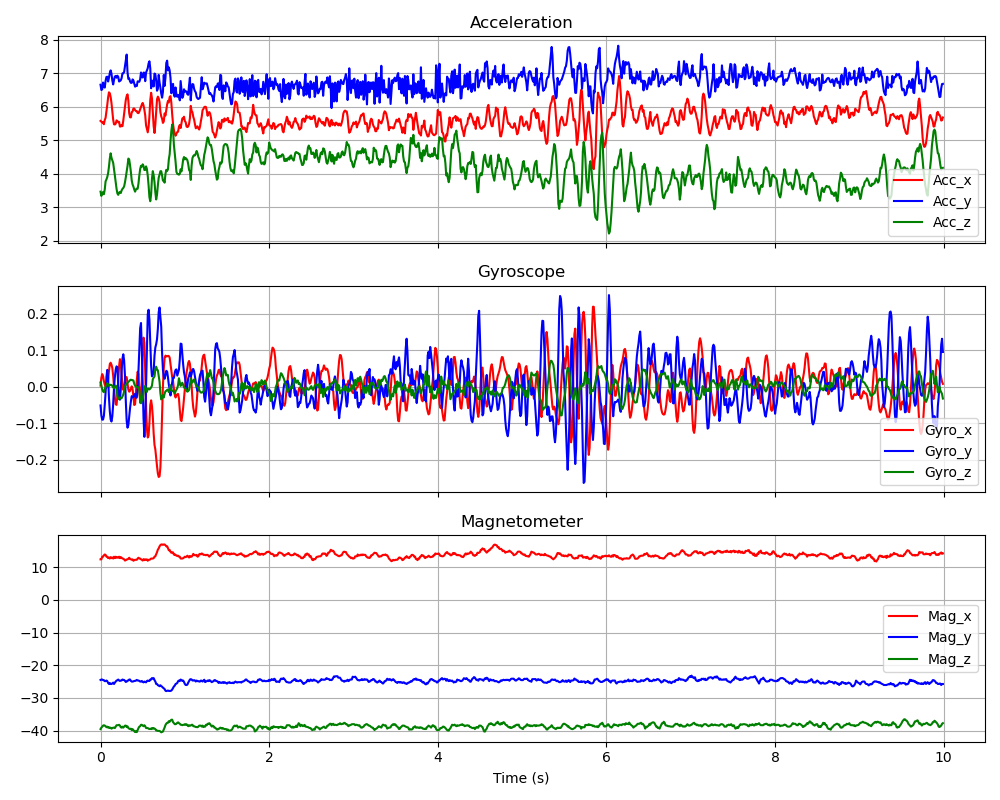 Acceleration
8
7
6
5
4
3
2
Acc_x
Acc_y
Acc_z
Gyroscope
0.2
0.1
0.0
−0.1
−0.2
Gyro_x
Gyro_y
Gyro_z
Magnetometer
10
0
−10
−20
−30
−40
Mag_x
Mag_y
Mag_z
0 2 4 6 8 10
Time (s)